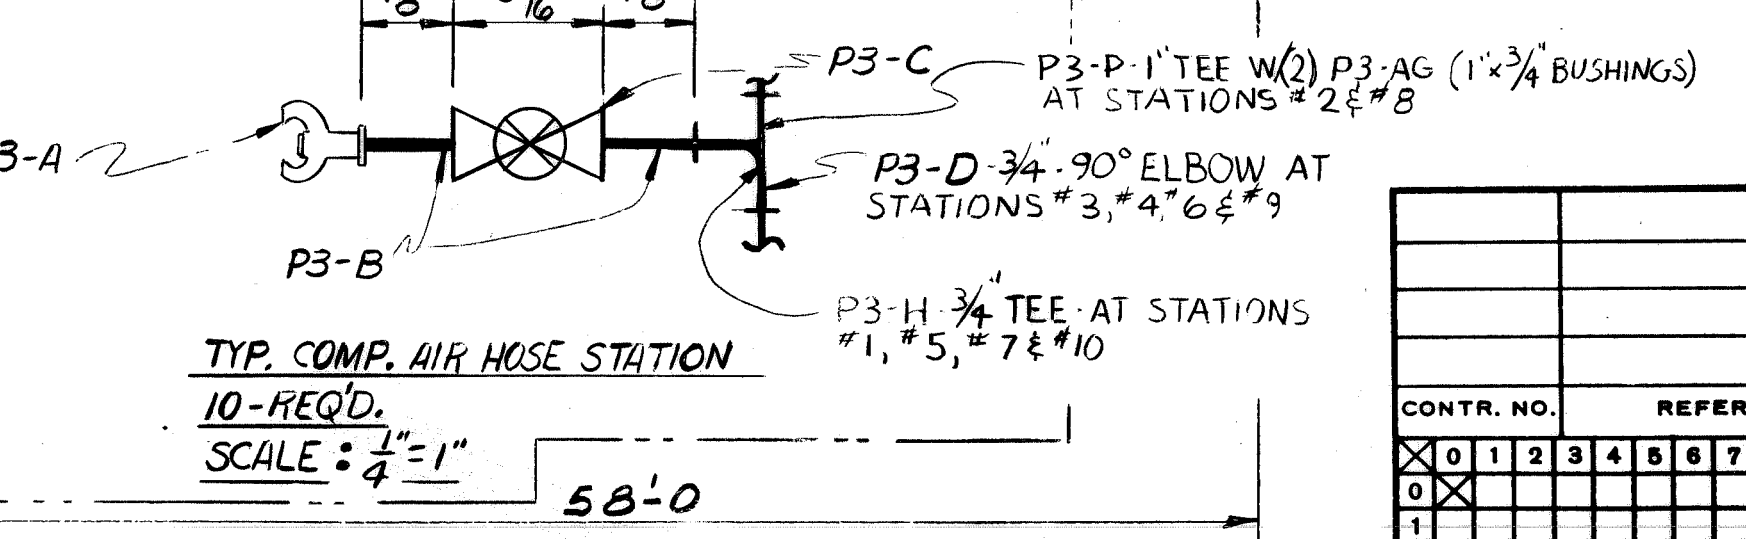 P3-C
P3-P-1" TEE W/(2) P3-AG (1"x3/4" BUSHINGS)
AT STATIONS #2 & #8
3-A
P3-D-3/4"-90° ELBOW AT
STATIONS #3, #4, #6 & #9
P3-B
P3-H-3/4" TEE-AT STATIONS
#1, #5, #7 & #10
TYP. COMP. AIR HOSE STATION
10-REQ'D.
SCALE : 1/4"=1"
58'-0
CONTR. NO. REFER
0 1 2 3 4 5 6 7
0
1